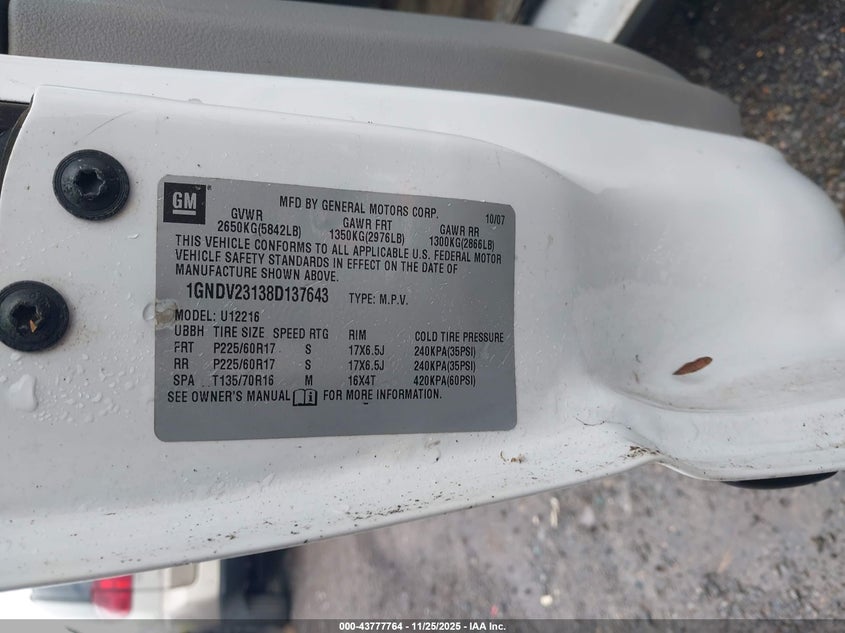 GM
MFD BY GENERAL MOTORS CORP. 10/07
GVWR GAWR FRT GAWR RR
2650KG(5842LB) 1350KG(2976LB) 1300KG(2866LB)
THIS VEHICLE CONFORMS TO ALL APPLICABLE U.S. FEDERAL MOTOR
VEHICLE SAFETY STANDARDS IN EFFECT ON THE DATE OF
MANUFACTURE SHOWN ABOVE.
1GNDV23138D137643 TYPE: M.P.V.
MODEL: U12216
UBBH TIRE SIZE SPEED RTG RIM COLD TIRE PRESSURE
FRT P225/60R17 S 17X6.5J 240KPA(35PSI)
RR P225/60R17 S 17X6.5J 240KPA(35PSI)
SPA T135/70R16 M 16X4T 420KPA(60PSI)
SEE OWNER'S MANUAL i FOR MORE INFORMATION.
000-43777764 | 11/25/2025 | IAA Inc.